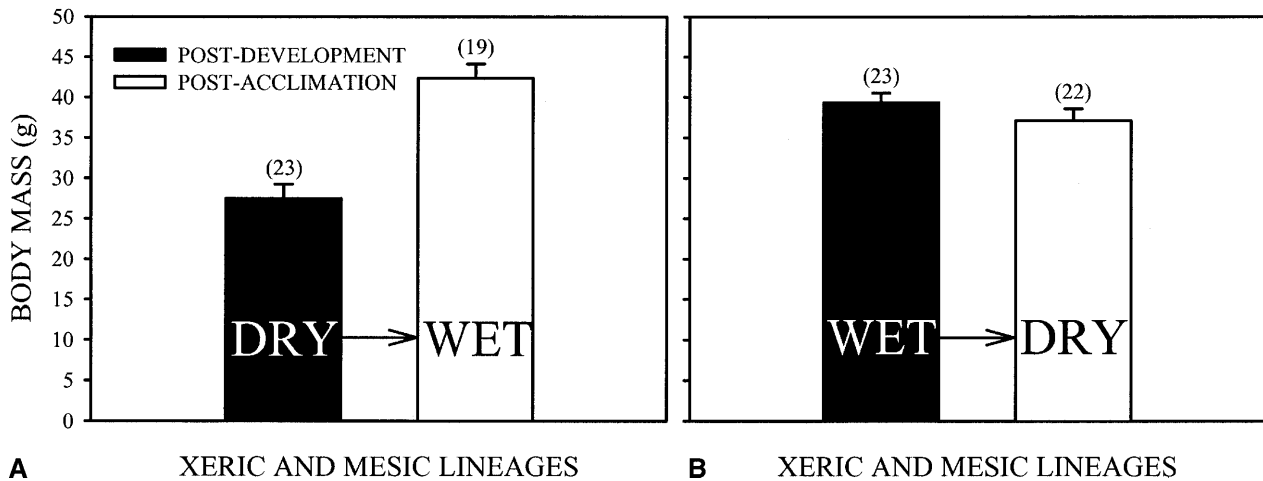 BODY MASS (g)
50
45
40
35
30
25
20
15
10
5
0
POST-DEVELOPMENT
POST-ACCLIMATION
(23)
(19)
DRY
WET
A
XERIC AND MESIC LINEAGES
(23)
(22)
WET
DRY
B
XERIC AND MESIC LINEAGES